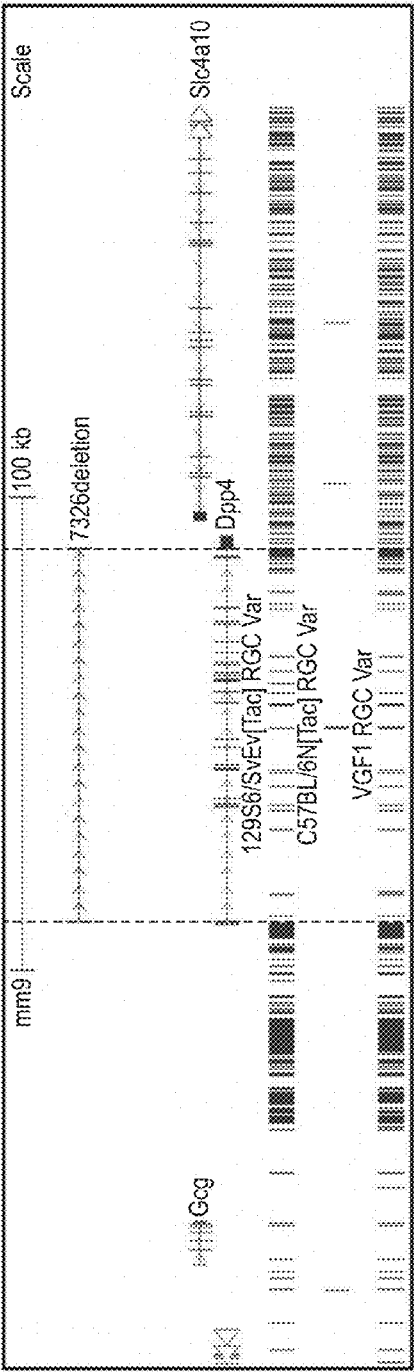 Scale
mm9
100 kb
7326deletion
Gcg
Slc4a10
Dpp4
129S6/SvEv[Tac] RGC Var
C57BL/6N[Tac] RGC Var
VGF1 RGC Var